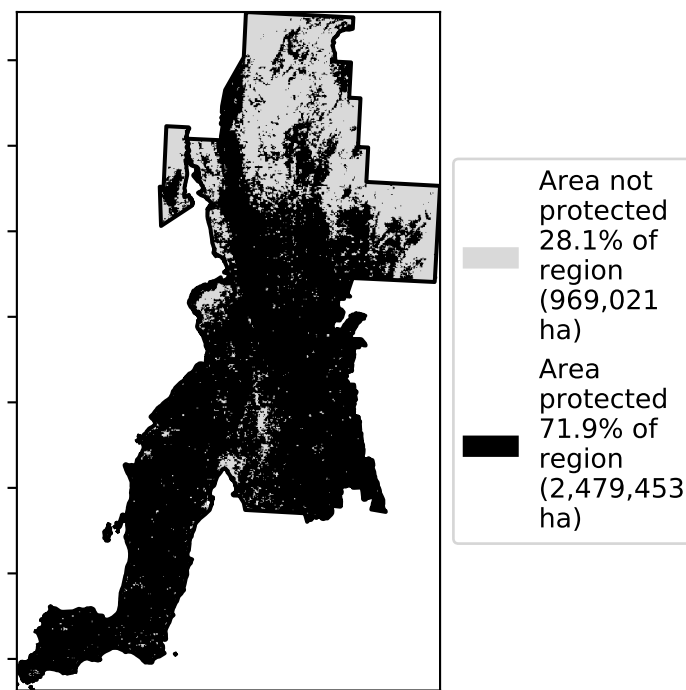 Area not
protected
28.1% of
region
(969,021
ha)
Area
protected
71.9% of
region
(2,479,453
ha)